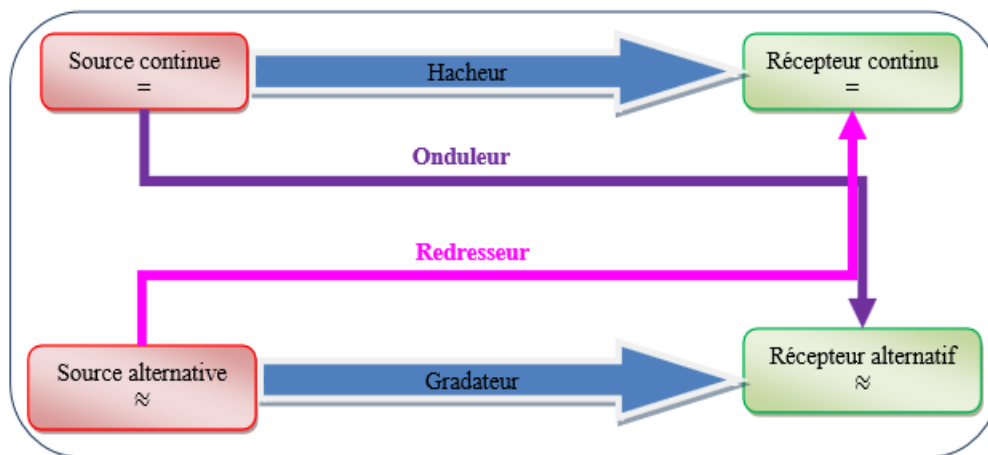 Source continue
=
Hacheur
Récepteur continu
=
Onduleur
Redresseur
Source alternative
≈
Gradateur
Récepteur alternatif
≈